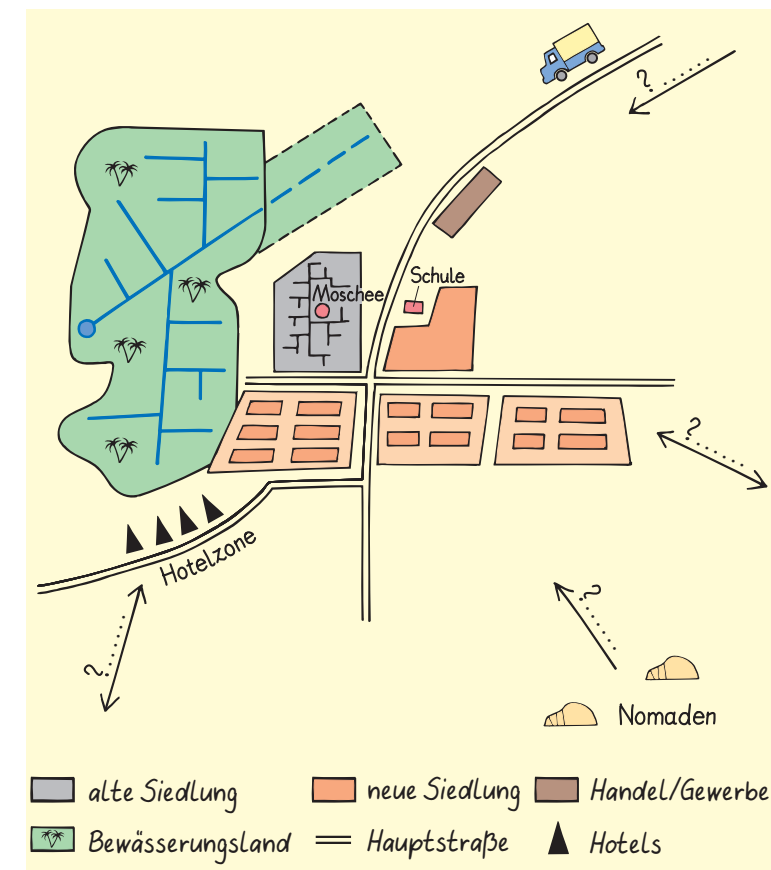 ?......
Schule
Moschee
?......
Hotelzone
?......
?......
Nomaden
alte Siedlung
neue Siedlung
Handel/Gewerbe
Bewässerungsland
Hauptstraße
Hotels